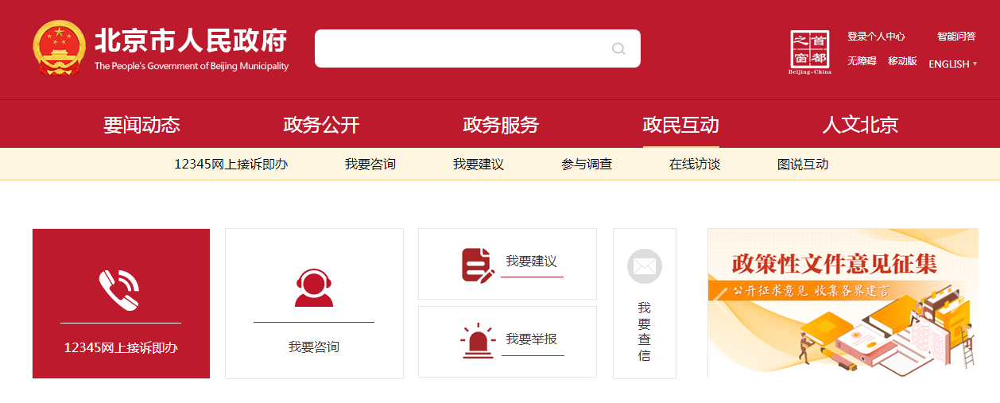 北京市人民政府
The People's Government of Beijing Municipality
首都之窗
Beijing-China
登录个人中心 智能问答
无障碍 移动版 ENGLISH
要闻动态 政务公开 政务服务 政民互动 人文北京
12345网上接诉即办 我要咨询 我要建议 参与调查 在线访谈 图说互动
12345网上接诉即办
我要咨询
我要建议
我要举报
我要查信
政策性文件意见征集
公开征求意见 收集各界建言